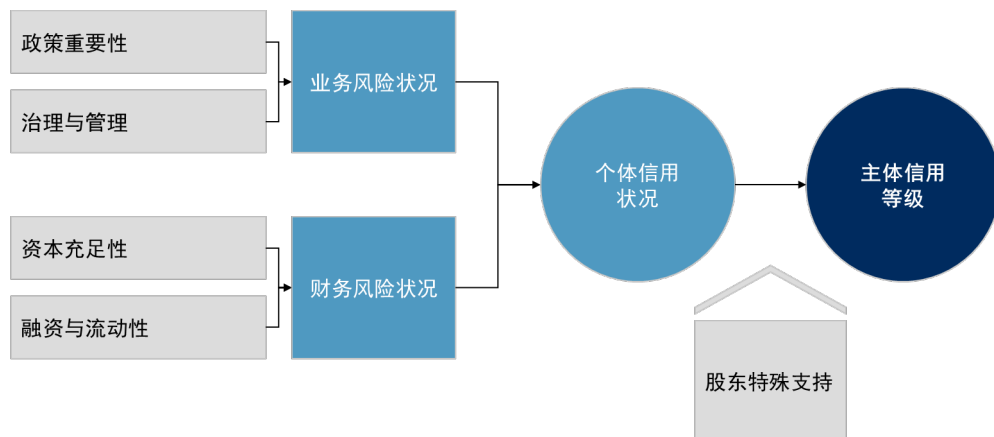 政策重要性
治理与管理
业务风险状况
资本充足性
融资与流动性
财务风险状况
个体信用
状况
主体信用
等级
股东特殊支持